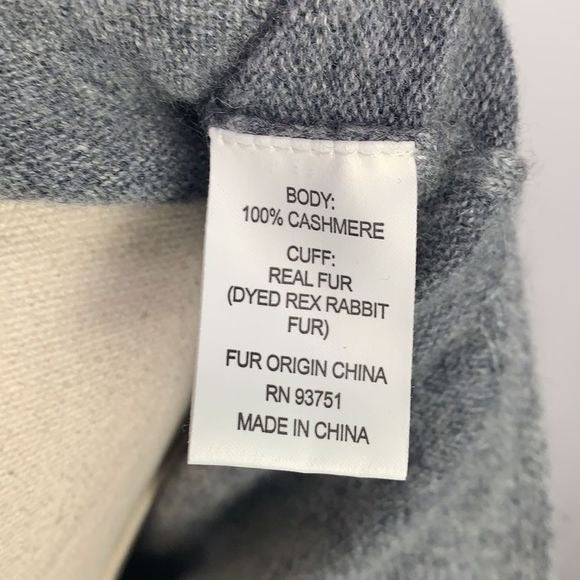 BODY:
100% CASHMERE
CUFF:
REAL FUR
(DYED REX RABBIT
FUR)
FUR ORIGIN CHINA
RN 93751
MADE IN CHINA